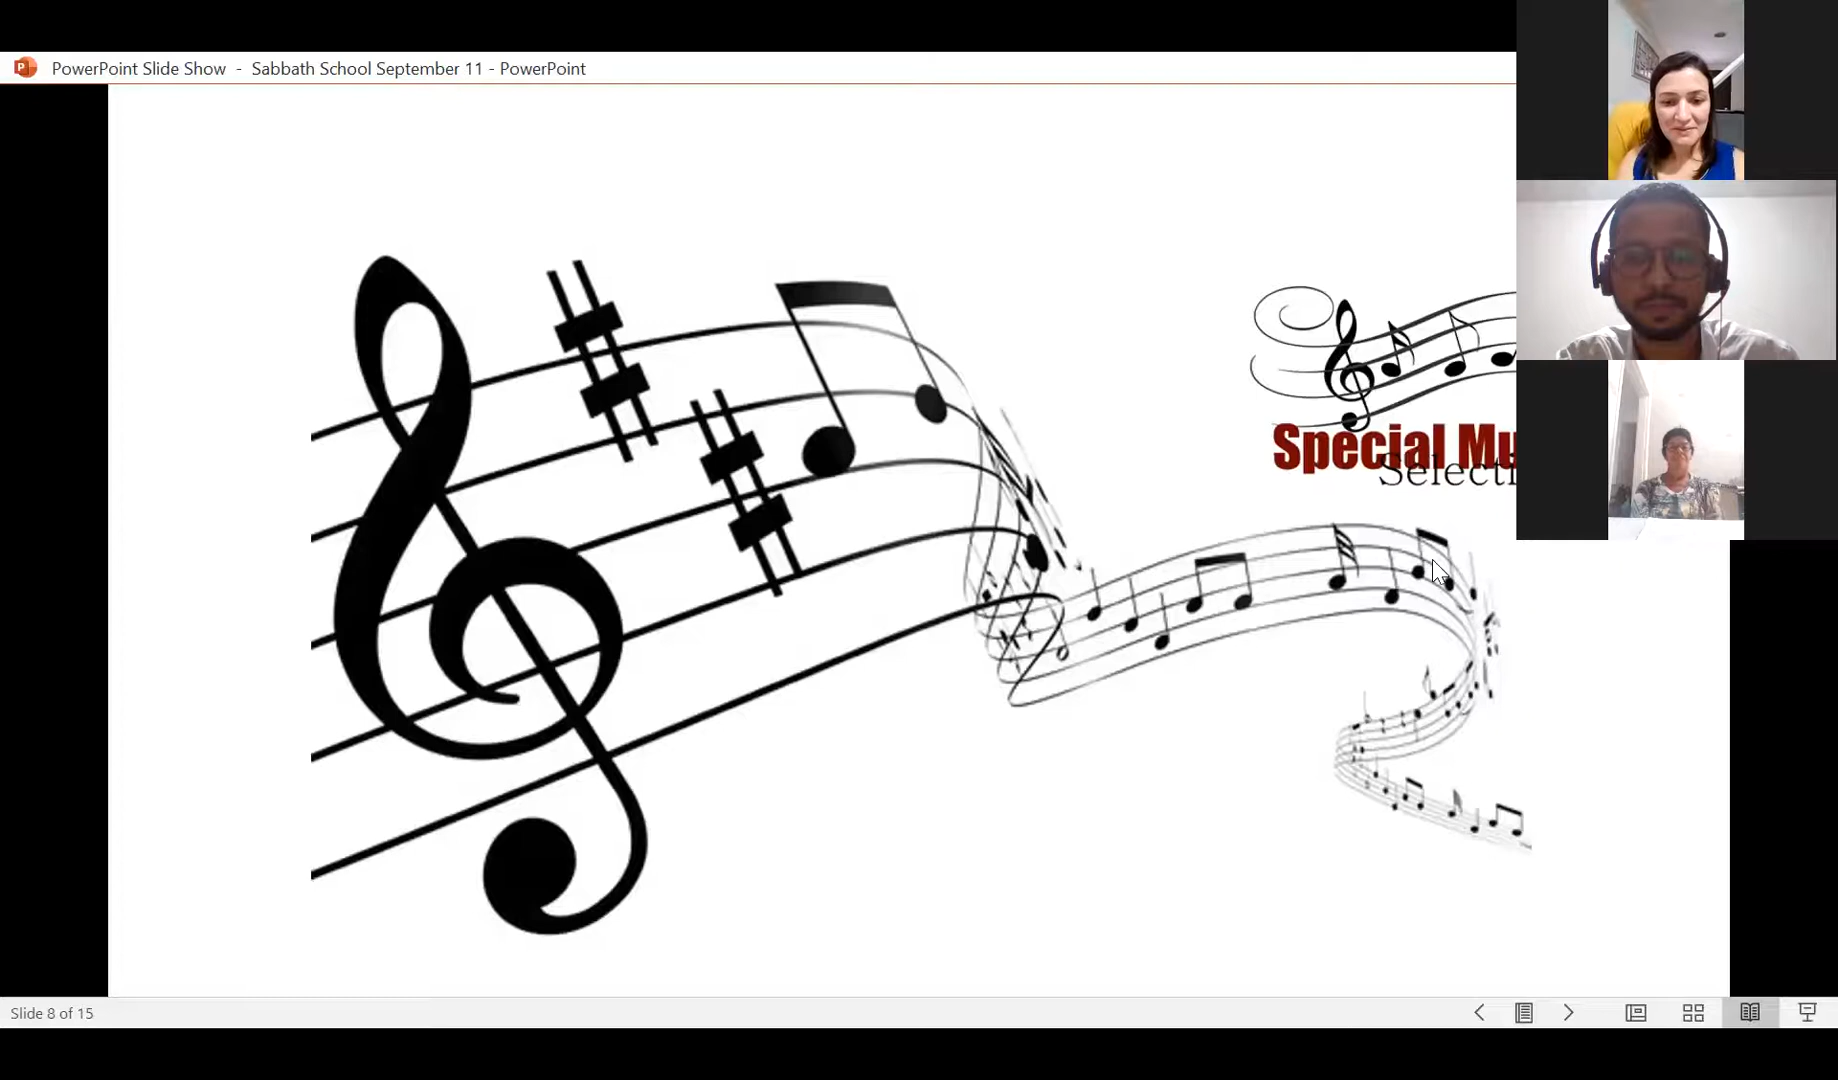 PowerPoint Slide Show - Sabbath School September 11 - PowerPoint
Special Mu
Selecti
Slide 8 of 15